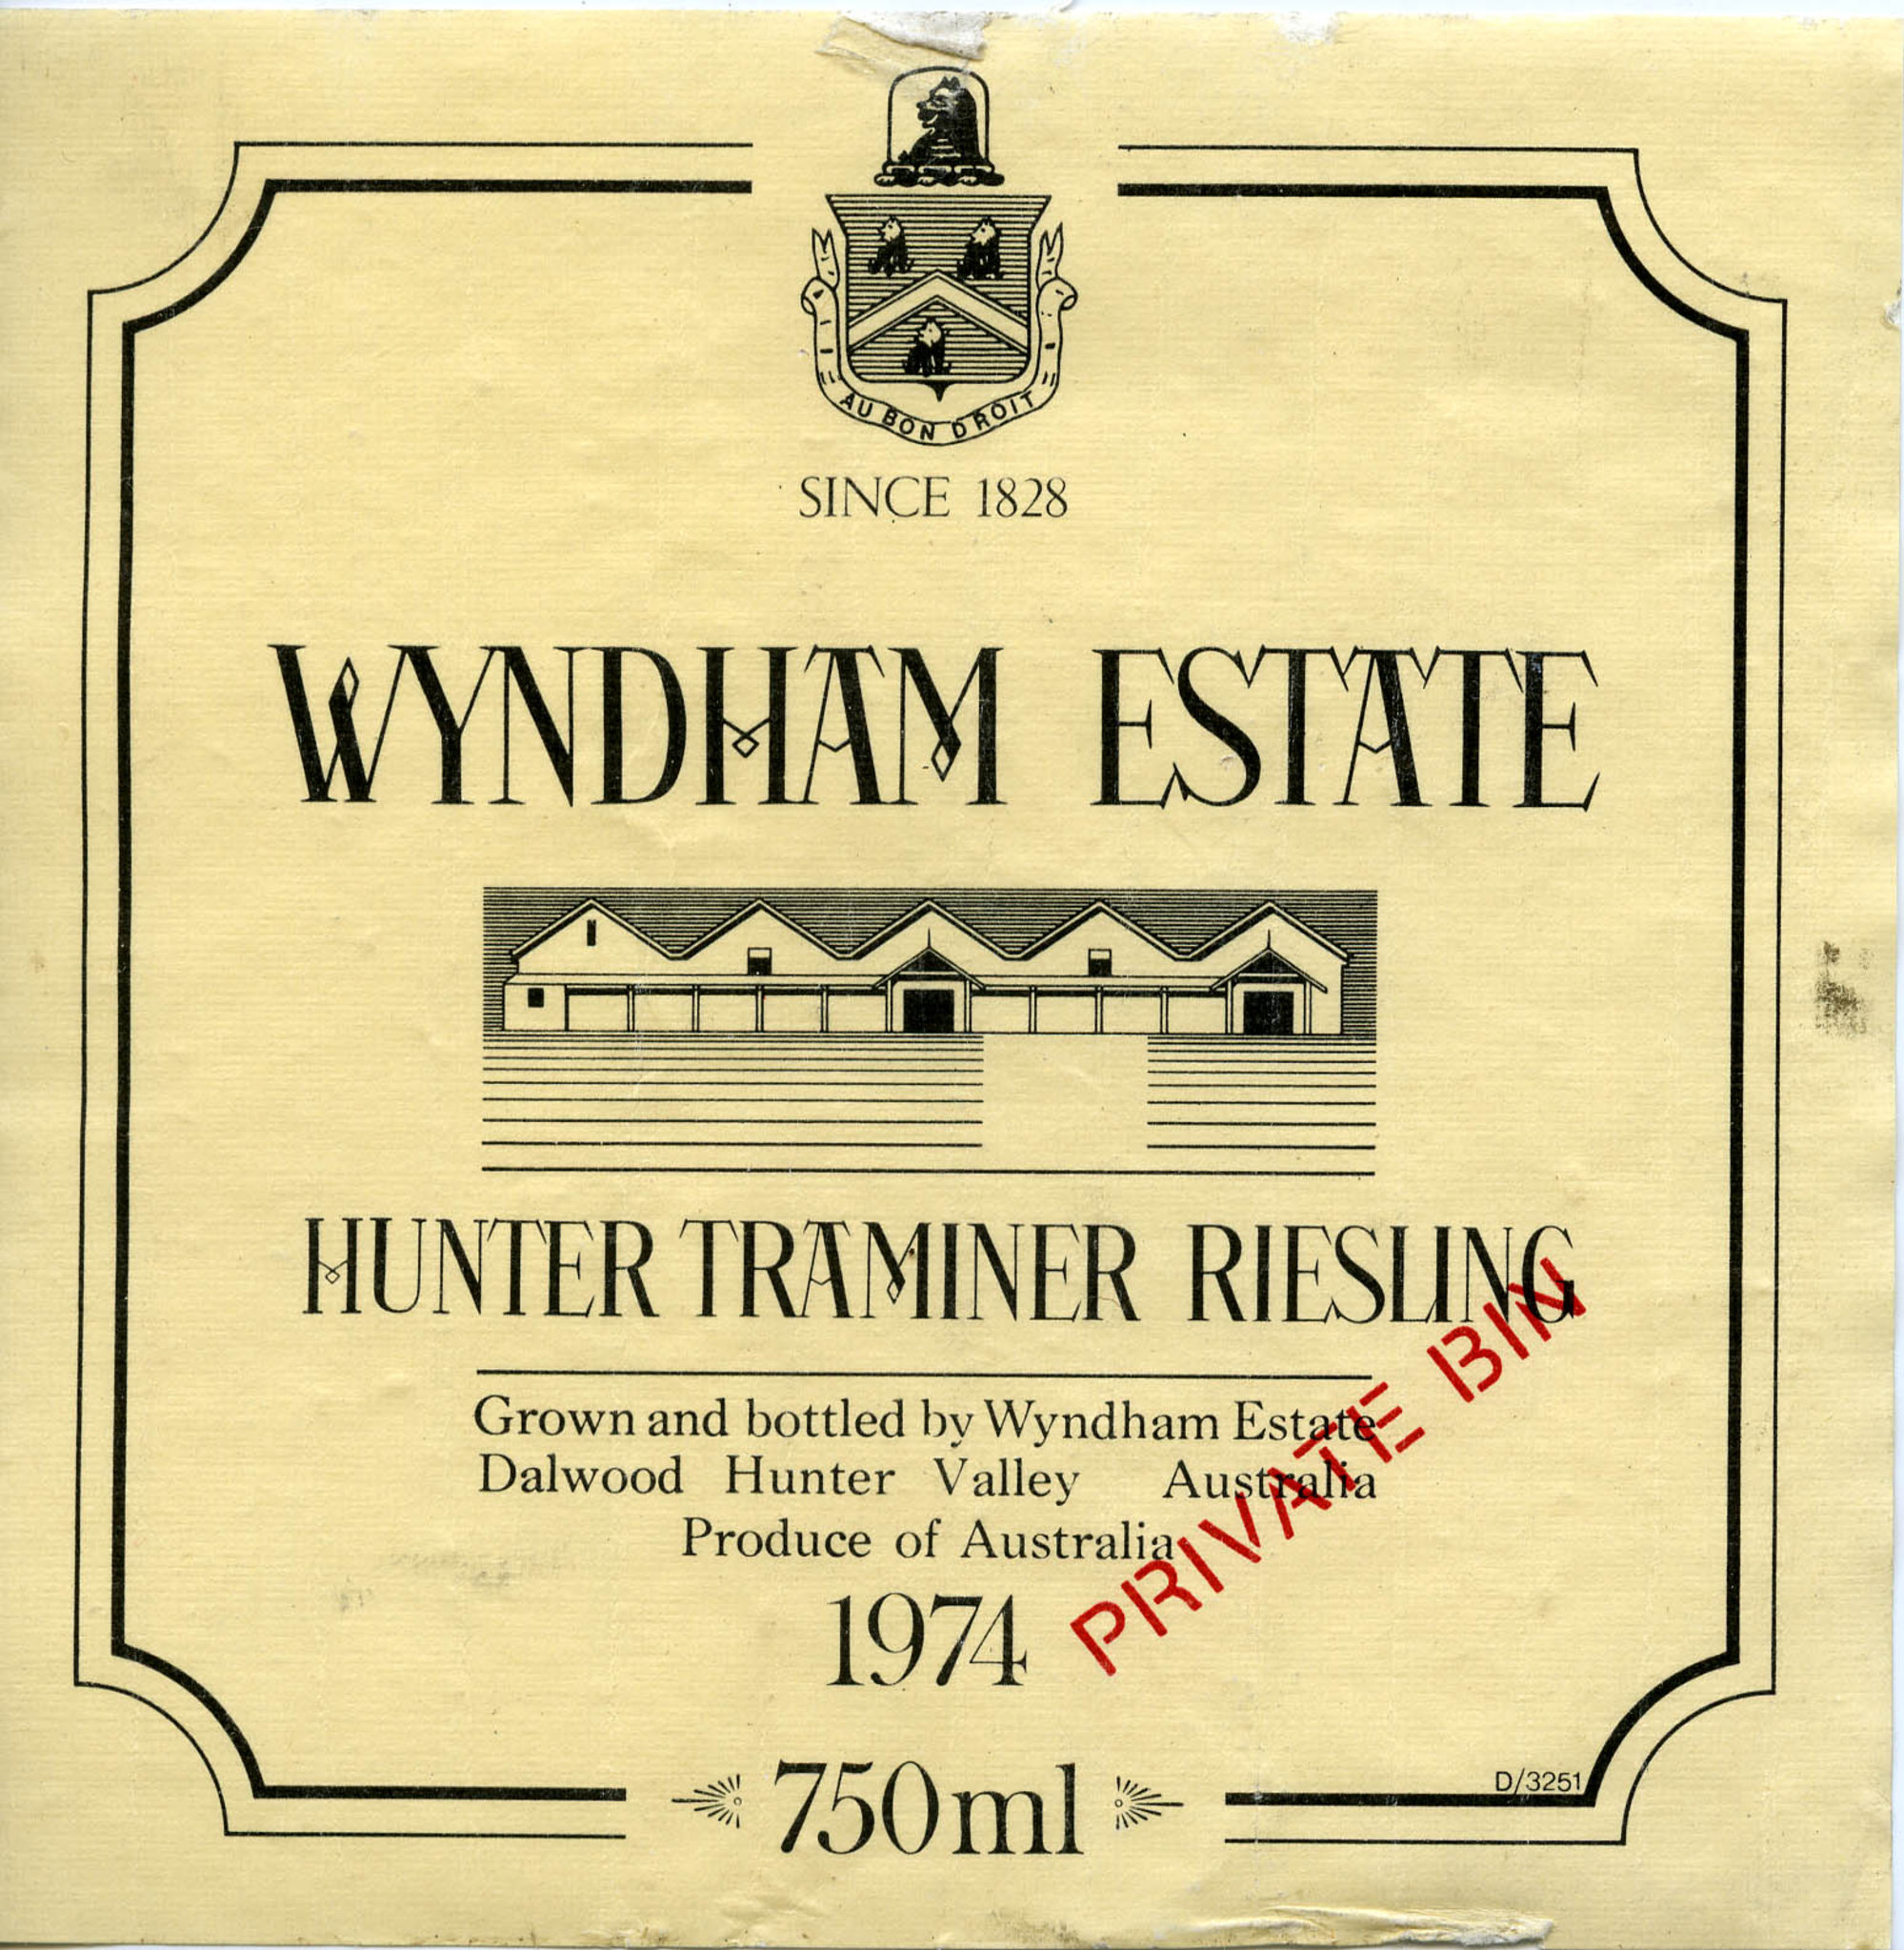 AU BON DROIT
SINCE 1828
WYNDHAM ESTATE
HUNTER TRAMINER RIESLING
Grown and bottled by Wyndham Estate
Dalwood Hunter Valley Australia
Produce of Australia
PRIVATE BIN
1974
750ml
D/3251